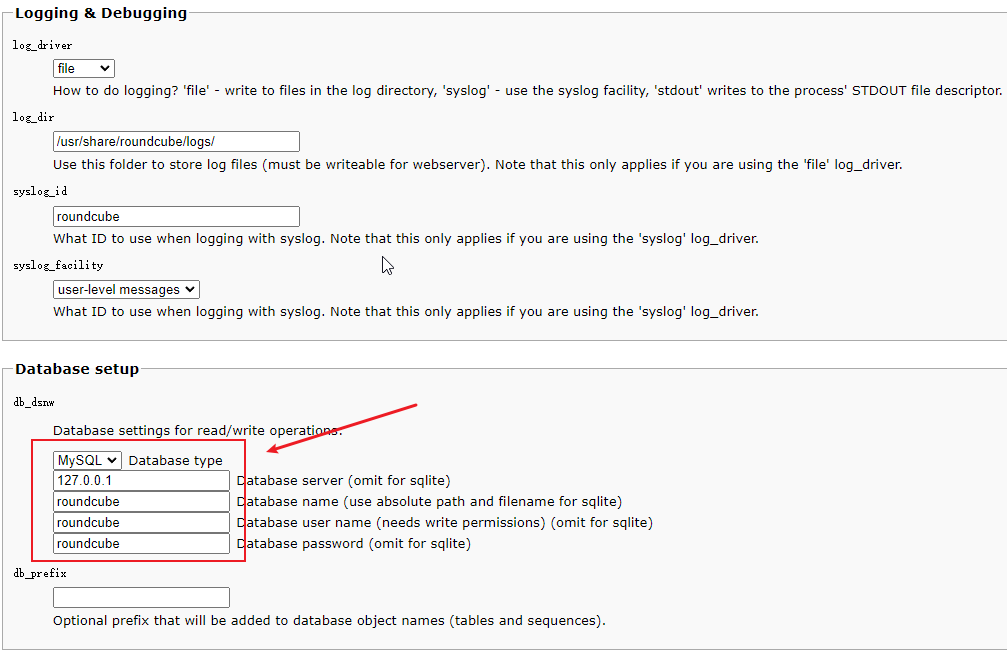 Logging & Debugging
log_driver
file
How to do logging? 'file' - write to files in the log directory, 'syslog' - use the syslog facility, 'stdout' writes to the process' STDOUT file descriptor.
log_dir
/usr/share/roundcube/logs/
Use this folder to store log files (must be writeable for webserver). Note that this only applies if you are using the 'file' log_driver.
syslog_id
roundcube
What ID to use when logging with syslog. Note that this only applies if you are using the 'syslog' log_driver.
syslog_facility
user-level messages
What ID to use when logging with syslog. Note that this only applies if you are using the 'syslog' log_driver.
Database setup
db_dsnw
Database settings for read/write operations.
MySQL Database type
127.0.0.1 Database server (omit for sqlite)
roundcube Database name (use absolute path and filename for sqlite)
roundcube Database user name (needs write permissions) (omit for sqlite)
roundcube Database password (omit for sqlite)
db_prefix
Optional prefix that will be added to database object names (tables and sequences).